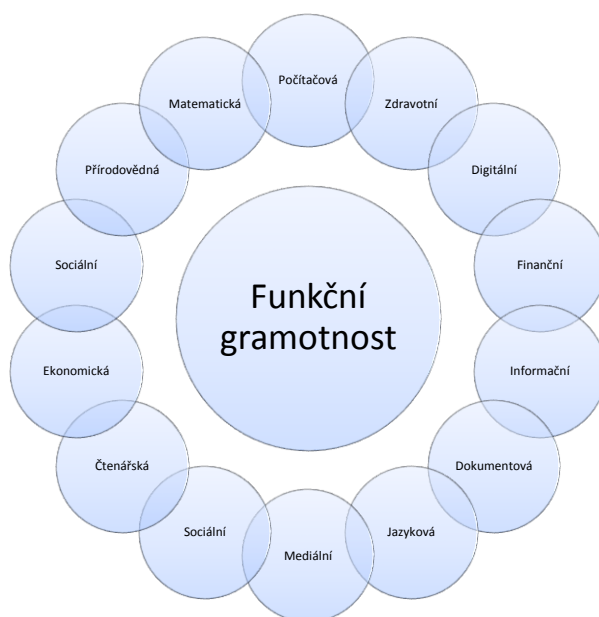 Funkční
gramotnost
Počítačová
Zdravotní
Digitální
Finanční
Informační
Dokumentová
Jazyková
Mediální
Sociální
Čtenářská
Ekonomická
Sociální
Přírodovědná
Matematická